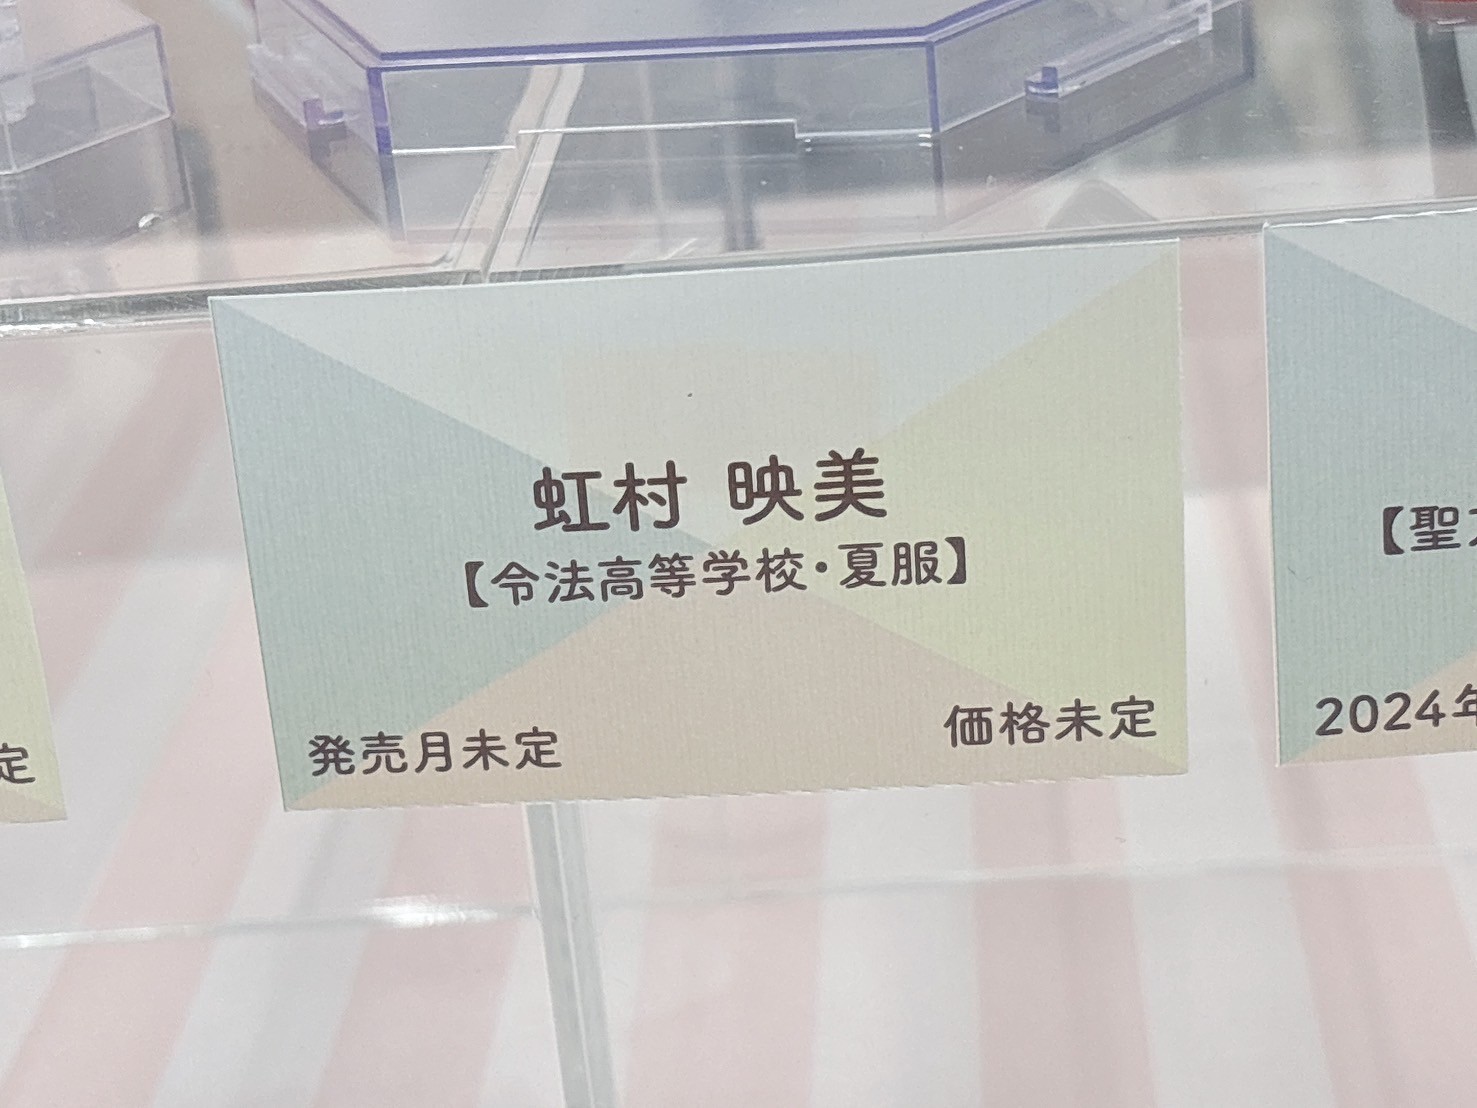 虹村 映美
【令法高等学校・夏服】
発売月未定
価格未定
定
【聖
2024年